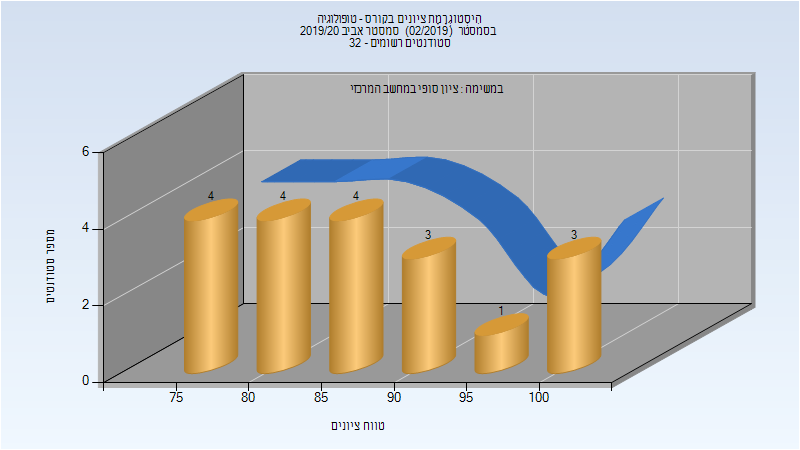 היסטוגרמת ציונים בקורס - טופולוגיה
בסמסטר (02/2019) סמסטר אביב 2019/20
סטודנטים רשומים - 32
במשימה : ציון סופי במחשב המרכזי
מספר סטודנטים
6
4
2
0
4
4
4
3
1
3
75
80
85
90
95
100
טווח ציונים